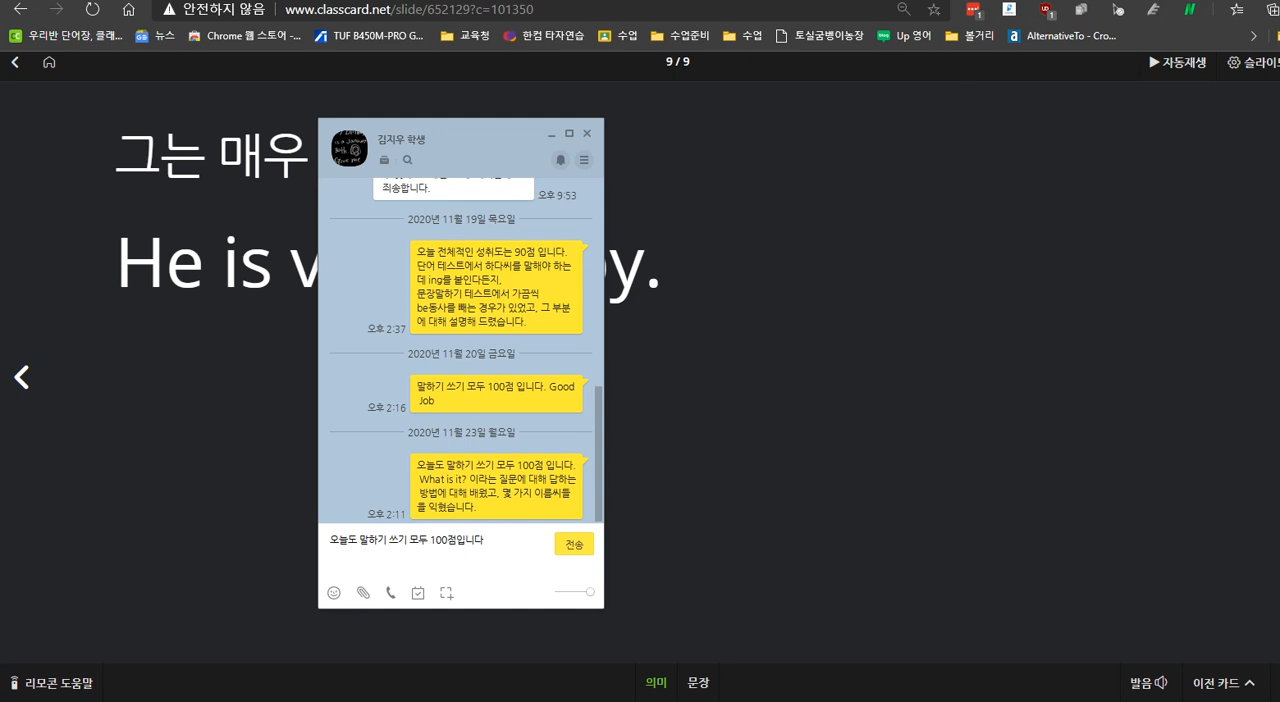 안전하지 않음 www.classcard.net/slide/652129?c=101350
우리반 단어장, 클래... 뉴스 Chrome 웹 스토어 -... TUF B450M-PRO G... 교육청 한컴 타자연습 수업 수업준비 수엽 토실궁뱅이농장 Up 영어 볼거리 AlternativeTo - Cro...
9 / 9 자동재생 슬라이드
그는 매우
He is v
y.
김지우 학생
죄송합니다.
오후 9:53
2020년 11월 19일 목요일
오늘 전체적인 성취도는 90점 입니다.
단어 테스트에서 하다씨를 말해야 하는
데 ing를 붙인다든지,
문장말하기 테스트에서 가끔씩
be동사를 빼는 경우가 있었고, 그 부분
에 대해 설명해 드렸습니다.
오후 2:37
2020년 11월 20일 금요일
말하기 쓰기 모두 100점 입니다. Good
Job
오후 2:16
2020년 11월 23일 월요일
오늘도 말하기 쓰기 모두 100점 입니다.
What is it? 이라는 질문에 대해 답하는
방법에 대해 배웠고, 몇 가지 이름씨들
을 익혔습니다.
오후 2:11
오늘도 말하기 쓰기 모두 100점입니다
전송
리모콘 도움말 의미 문장 발음 이전 카드